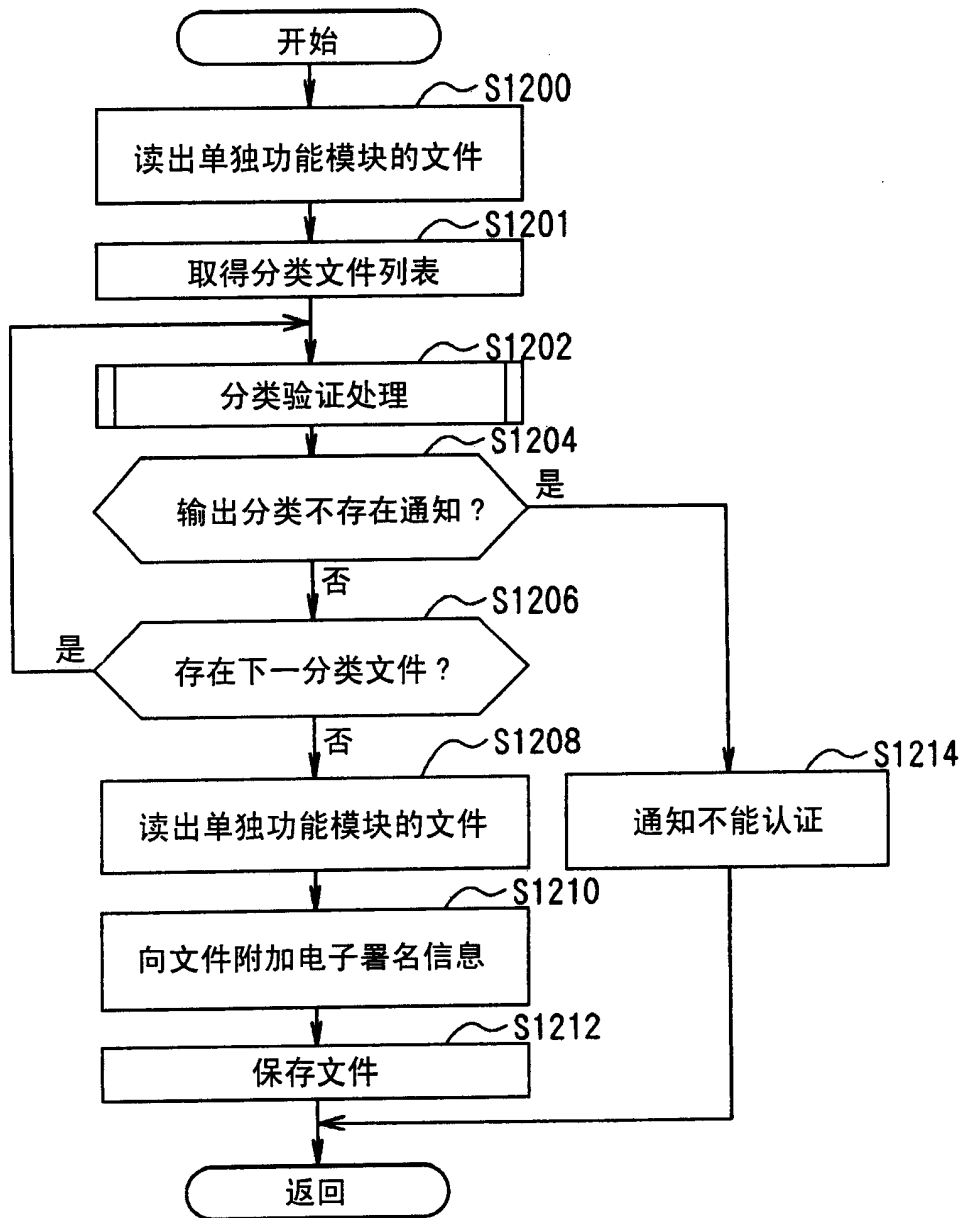 开始
S1200
读出单独功能模块的文件
S1201
取得分类文件列表
S1202
分类验证处理
S1204
输出分类不存在通知?
是
否
S1206
存在下一分类文件?
是
否
S1208
读出单独功能模块的文件
S1214
通知不能认证
S1210
向文件附加电子署名信息
S1212
保存文件
返回